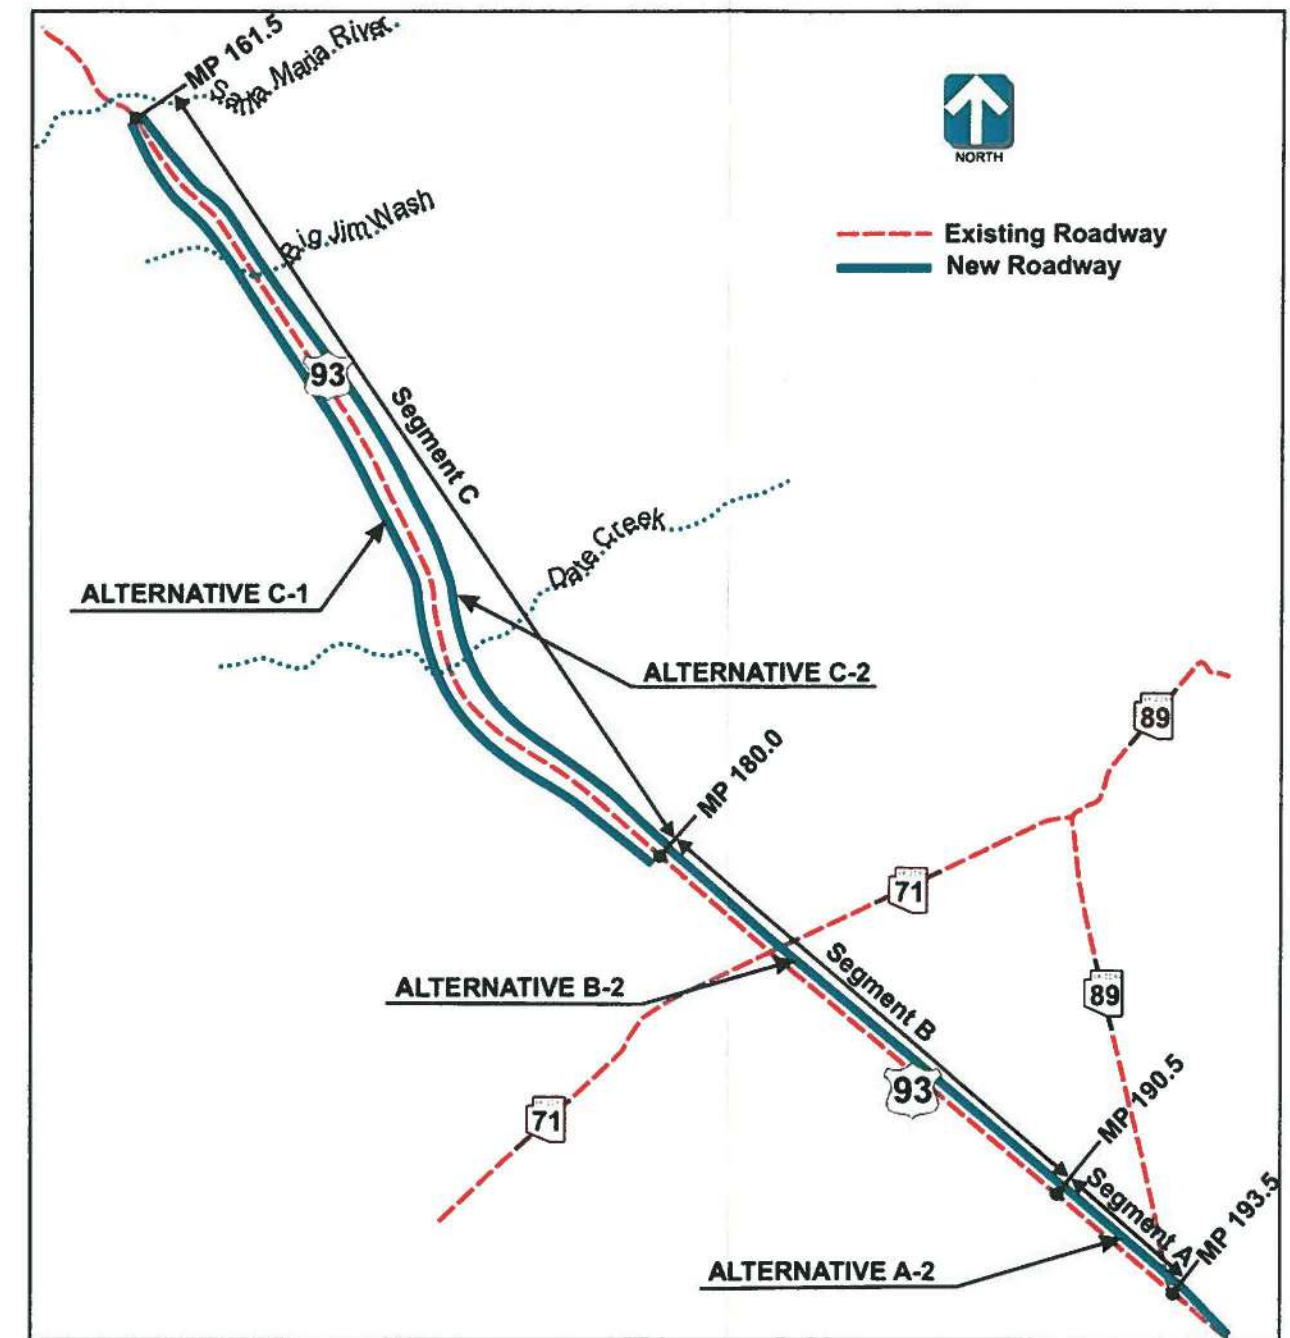 MP 161.5
Santa Maria River
NORTH
Big Jim Wash
Existing Roadway
New Roadway
93
Segment C
Date Creek
ALTERNATIVE C-1
ALTERNATIVE C-2
89
MP 180.0
71
Segment B
ALTERNATIVE B-2
89
93
71
MP 190.5
Segment A
MP 193.5
ALTERNATIVE A-2